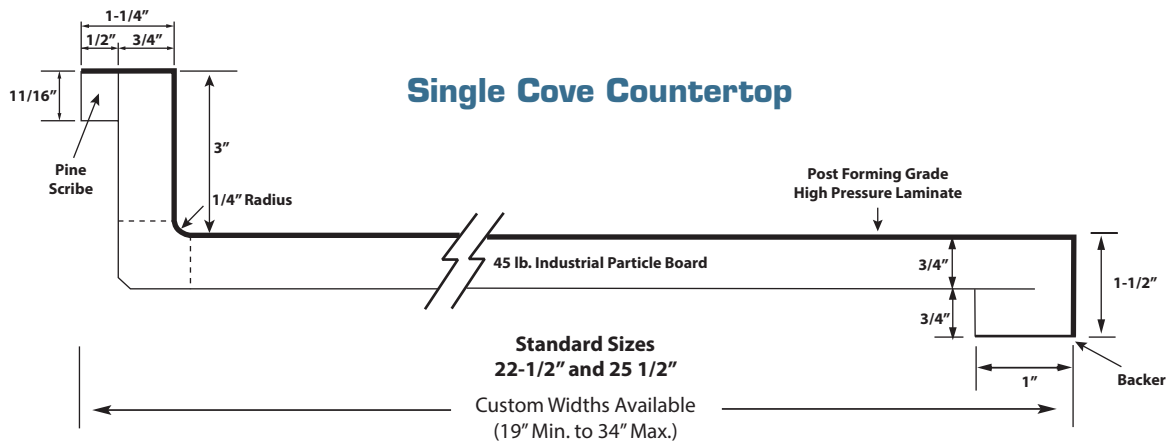 1-1/4”
1/2” 3/4”
11/16”
Single Cove Countertop
3”
Pine
Scribe
1/4” Radius
Post Forming Grade
High Pressure Laminate
45 lb. Industrial Particle Board
3/4”
1-1/2”
3/4”
Standard Sizes
22-1/2” and 25 1/2”
1”
Backer
Custom Widths Available
(19” Min. to 34” Max.)